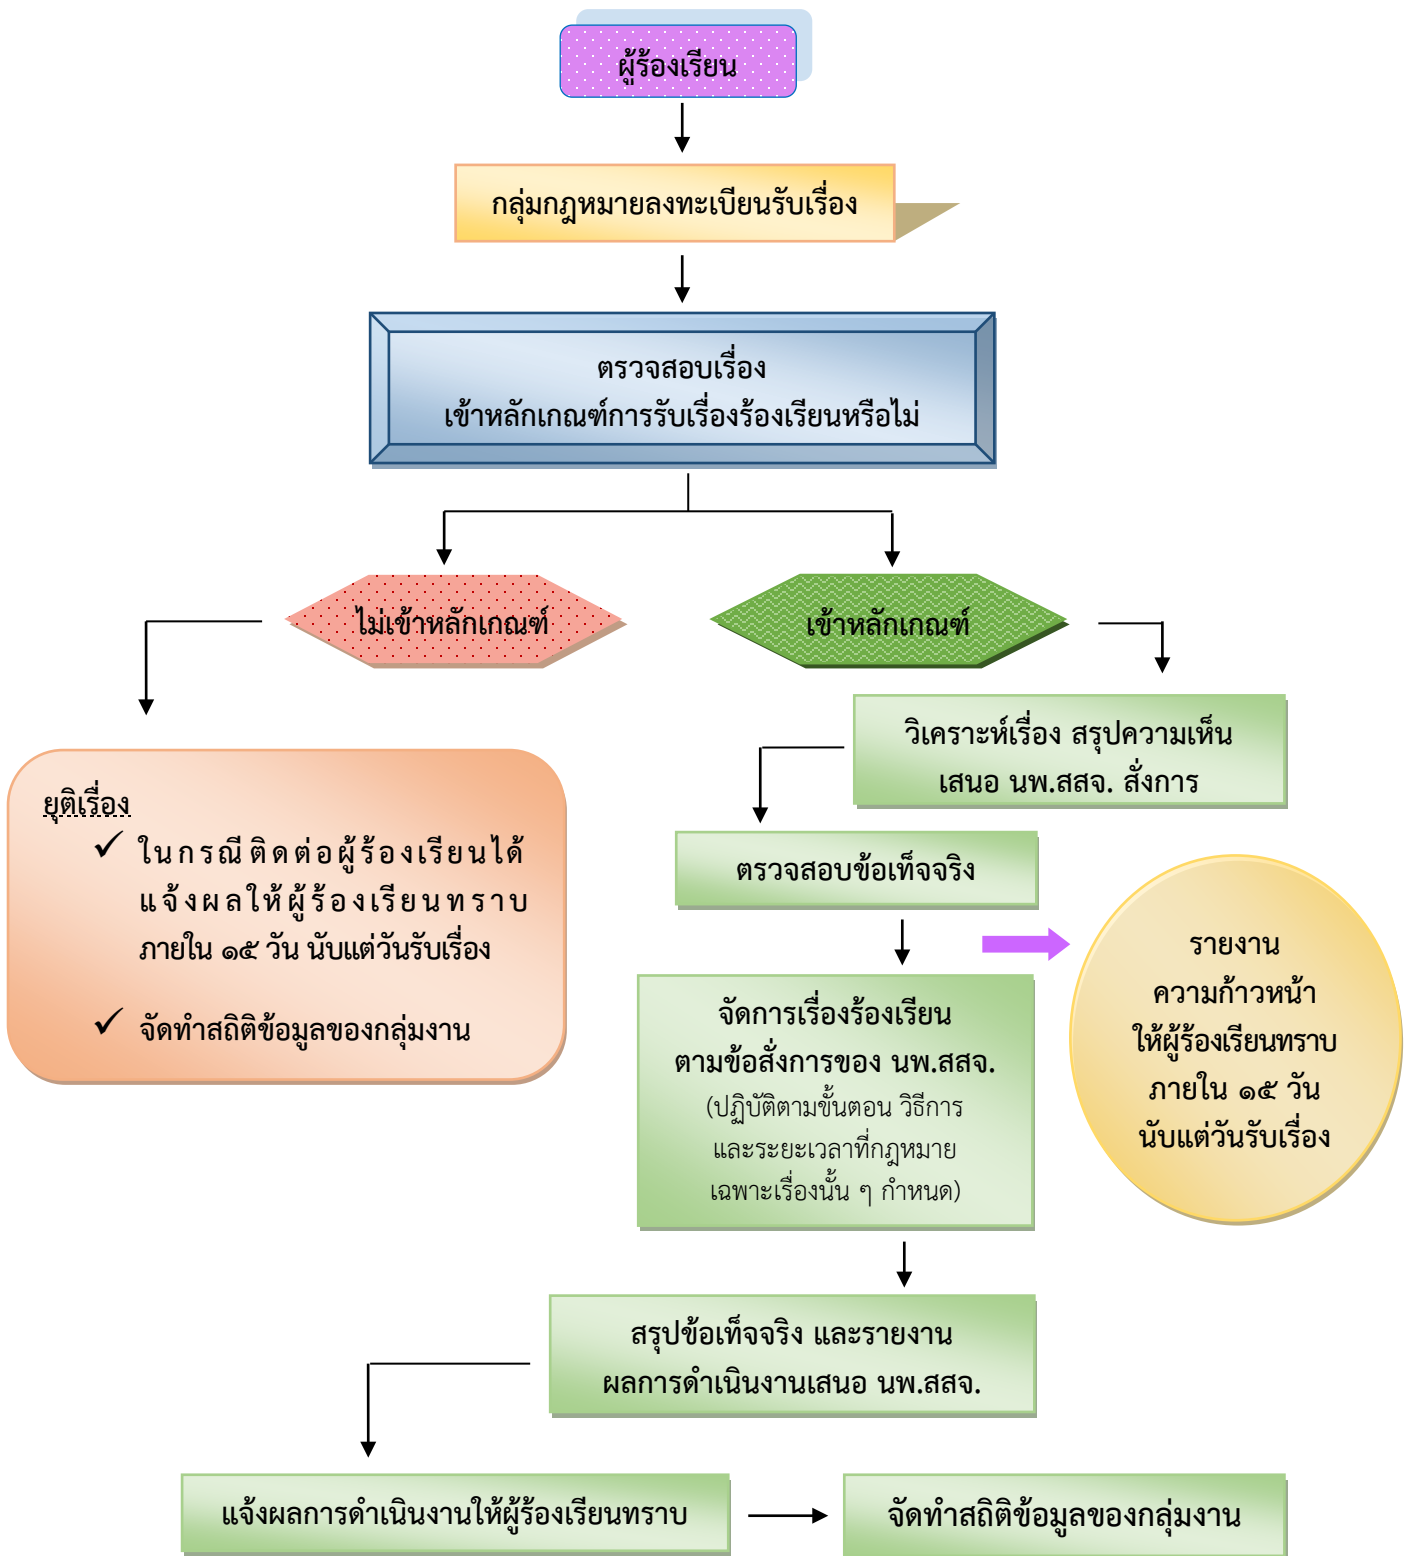 ผู้ร้องเรียน
กลุ่มกฎหมายลงทะเบียนรับเรื่อง
ตรวจสอบเรื่อง
เข้าหลักเกณฑ์การรับเรื่องร้องเรียนหรือไม่
ไม่เข้าหลักเกณฑ์
เข้าหลักเกณฑ์
ยุติเรื่อง
✓ ในกรณีติดต่อผู้ร้องเรียนได้
แจ้งผลให้ผู้ร้องเรียนทราบ
ภายใน ๑๕ วัน นับแต่วันรับเรื่อง
✓ จัดทำสถิติข้อมูลของกลุ่มงาน
วิเคราะห์เรื่อง สรุปความเห็น
เสนอ นพ.สสจ. สั่งการ
ตรวจสอบข้อเท็จจริง
จัดการเรื่องร้องเรียน
ตามข้อสั่งการของ นพ.สสจ.
(ปฏิบัติตามขั้นตอน วิธีการ
และระยะเวลาที่กฎหมาย
เฉพาะเรื่องนั้น ๆ กำหนด)
รายงาน
ความก้าวหน้า
ให้ผู้ร้องเรียนทราบ
ภายใน ๑๕ วัน
นับแต่วันรับเรื่อง
สรุปข้อเท็จจริง และรายงาน
ผลการดำเนินงานเสนอ นพ.สสจ.
แจ้งผลการดำเนินงานให้ผู้ร้องเรียนทราบ
จัดทำสถิติข้อมูลของกลุ่มงาน